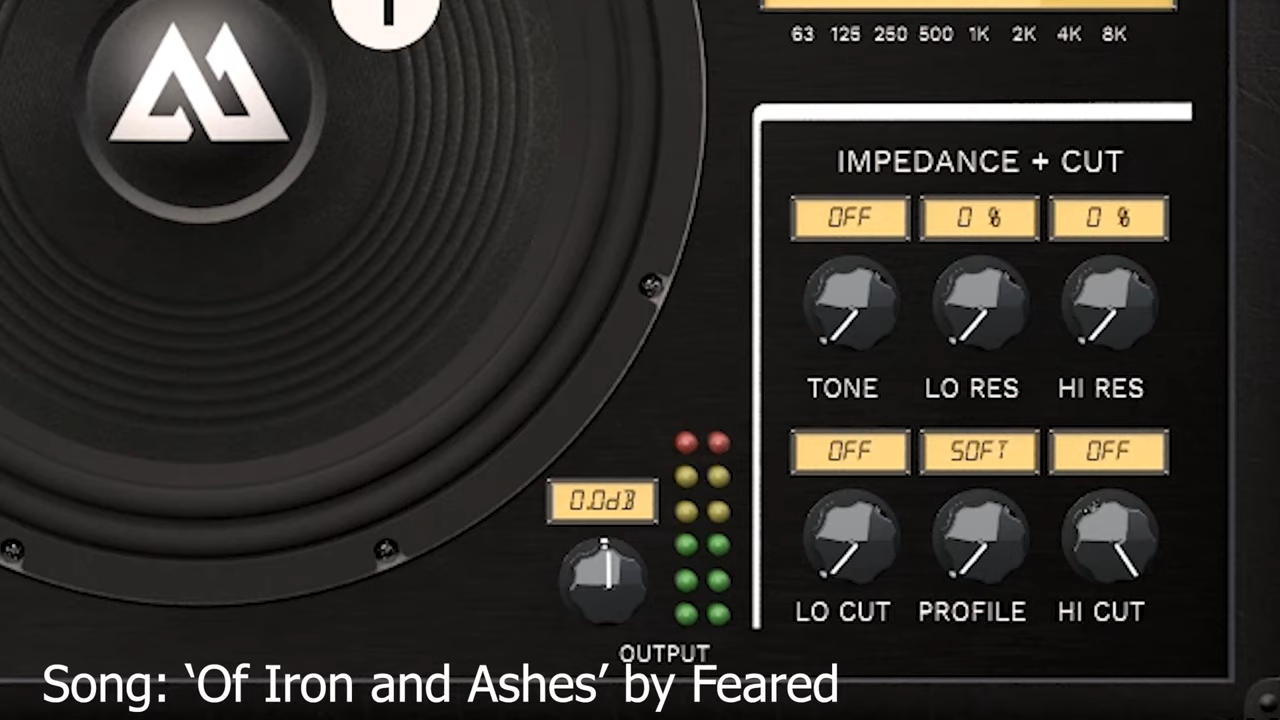 63 125 250 500 1K 2K 4K 8K
IMPEDANCE + CUT
OFF 0 % 0 %
TONE LO RES HI RES
OFF SOFT OFF
0.0dB
LO CUT PROFILE HI CUT
OUTPUT
Song: ‘Of Iron and Ashes’ by Feared